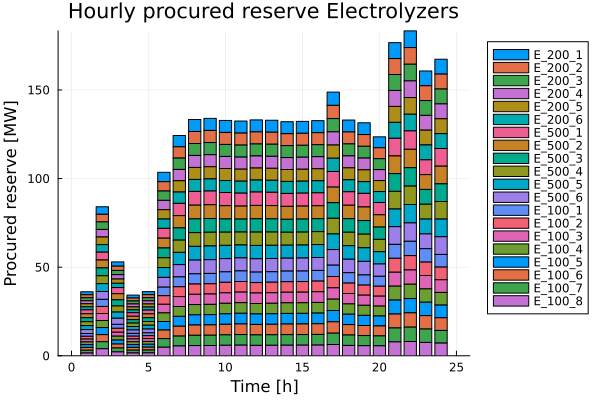 Hourly procured reserve Electrolyzers
Procured reserve [MW]
150
100
50
0
0
5
10
15
20
25
Time [h]
E_200_1
E_200_2
E_200_3
E_200_4
E_200_5
E_200_6
E_500_1
E_500_2
E_500_3
E_500_4
E_500_5
E_500_6
E_100_1
E_100_2
E_100_3
E_100_4
E_100_5
E_100_6
E_100_7
E_100_8